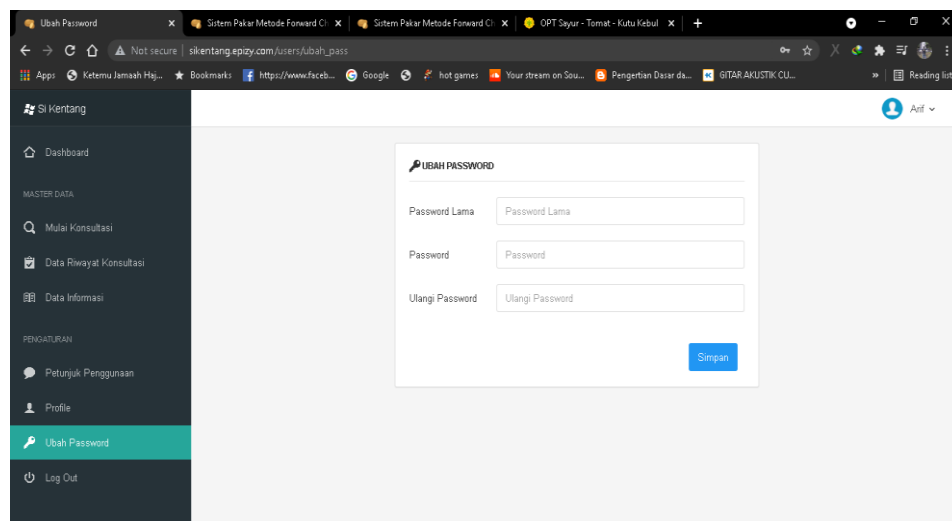 Ubah Password
Sistem Pakar Metode Forward Ch
Sistem Pakar Metode Forward Ch
OPT Sayur - Tomat - Kutu Kebul
Not secure | sikentang.epizy.com/users/ubah_pass
Apps Ketemu Jamaah Haj... Bookmarks https://www.faceb... Google hot games Your stream on Sou... Pengertian Dasar da... GITAR AKUSTIK CU... » Reading list
Si Kentang
Arif
Dashboard
MASTER DATA
Mulai Konsultasi
Data Riwayat Konsultasi
Data Informasi
PENGATURAN
Petunjuk Penggunaan
Profile
Ubah Password
Log Out
UBAH PASSWORD
Password Lama Password Lama
Password Password
Ulangi Password Ulangi Password
Simpan